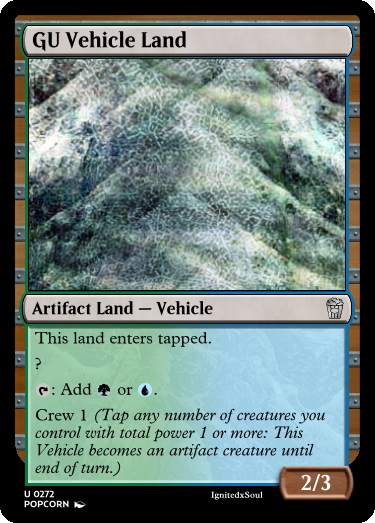 GU Vehicle Land
Artifact Land — Vehicle
This land enters tapped.
?
: Add or .
Crew 1 (Tap any number of creatures you
control with total power 1 or more: This
Vehicle becomes an artifact creature until
end of turn.)
2/3
U 0272
POPCORN
IgnitedxSoul